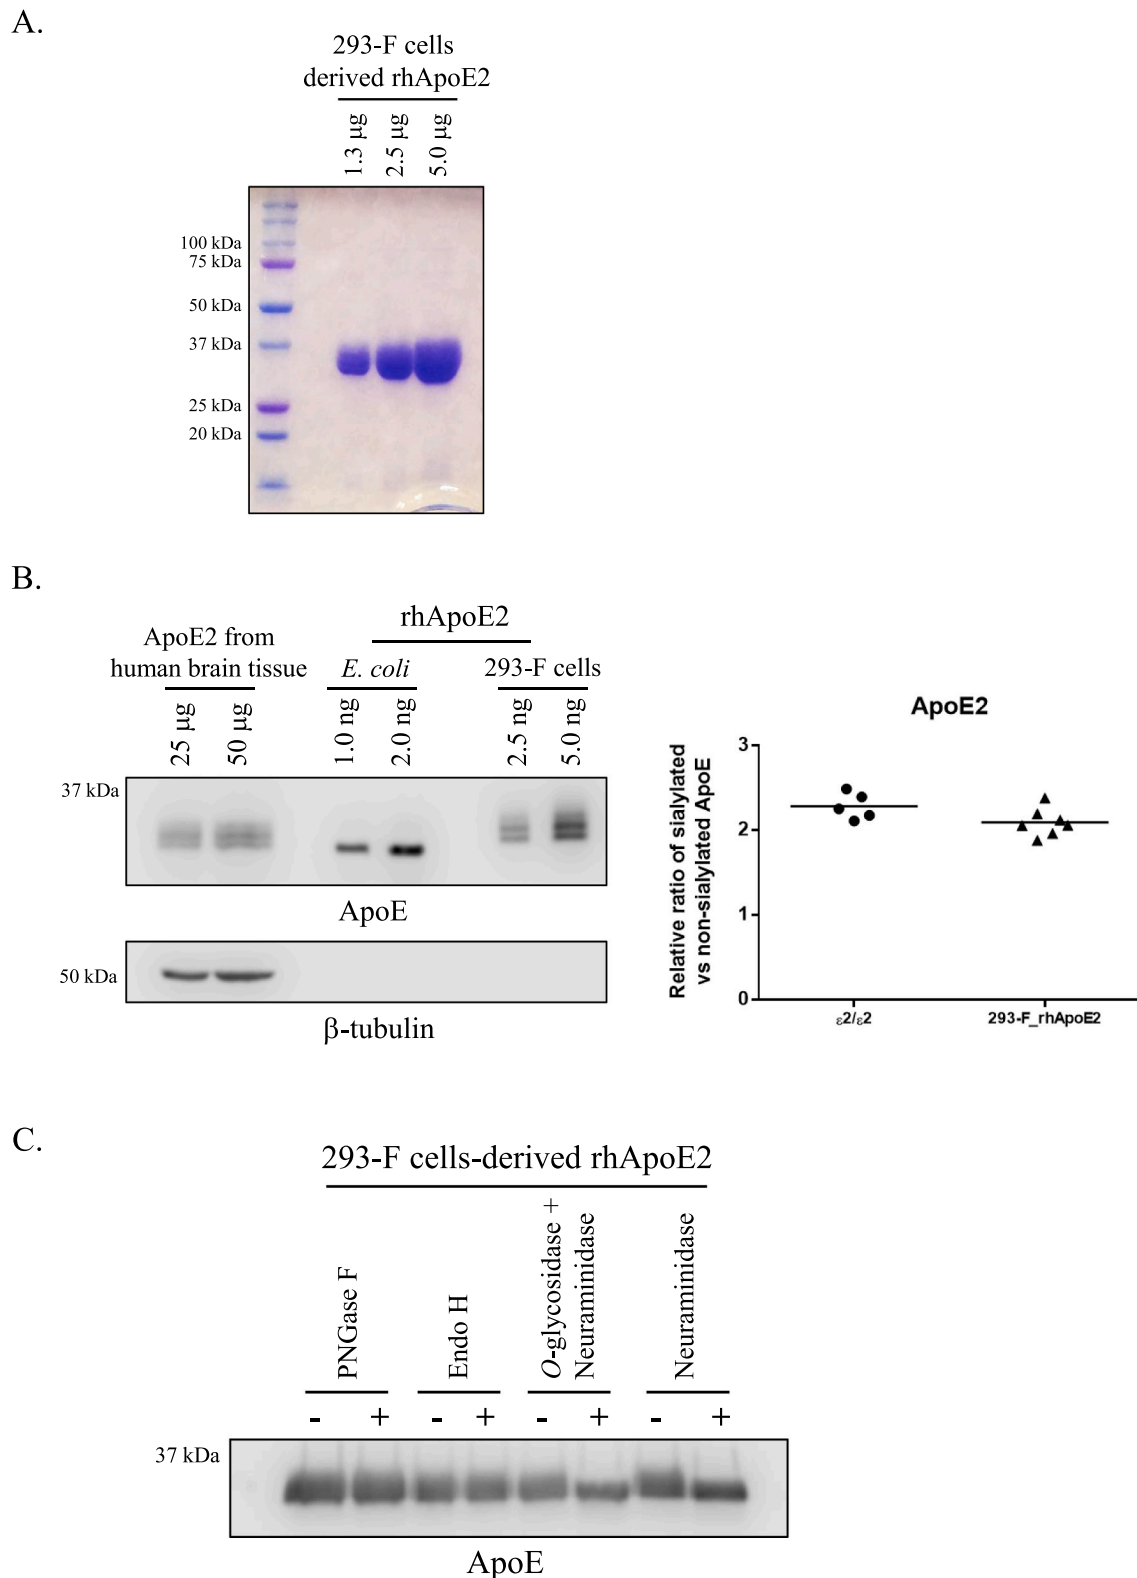 A.
293-F cells
derived rhApoE2
1.3 µg
2.5 µg
5.0 µg
100 kDa
75 kDa
50 kDa
37 kDa
25 kDa
20 kDa
B.
rhApoE2
ApoE2 from
human brain tissue
E. coli
293-F cells
25 µg
50 µg
1.0 ng
2.0 ng
2.5 ng
5.0 ng
37 kDa
ApoE
50 kDa
β-tubulin
ApoE2
Relative ratio of sialylated
vs non-sialylated ApoE
3
2
1
0
ε2/ε2
293-F_rhApoE2
C.
293-F cells-derived rhApoE2
PNGase F
Endo H
O-glycosidase +
Neuraminidase
Neuraminidase
- + - + - + - +
37 kDa
ApoE